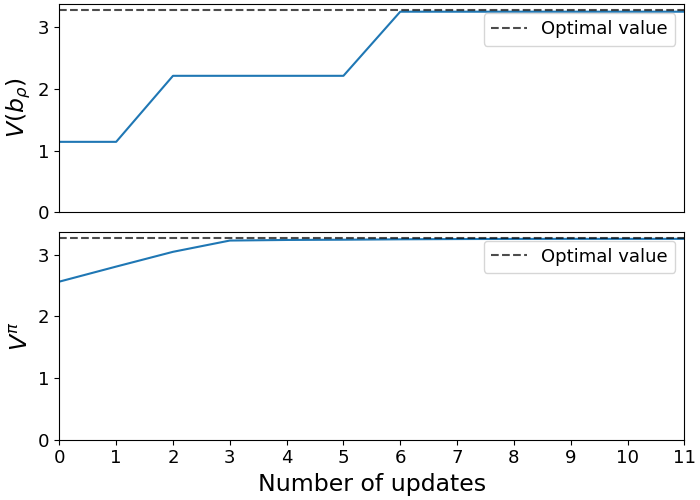 3
2
1
0
V(b_ρ)
Optimal value
3
2
1
0
V^π
Optimal value
0 1 2 3 4 5 6 7 8 9 10 11
Number of updates